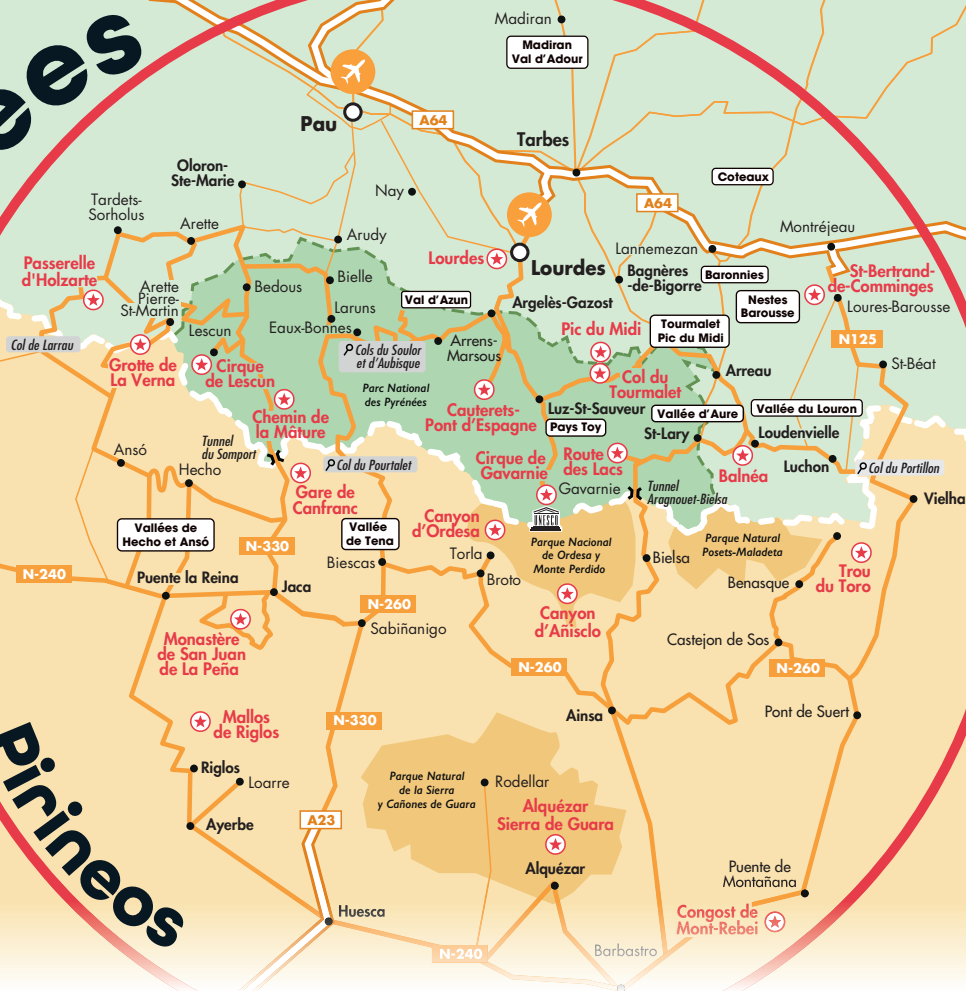 ees
Madiran
Madiran
Val d'Adour
Pau
A64
Tarbes
Oloron-
Ste-Marie
Nay
Coteaux
Tardets-
Sorholus
Arette
A64
Arudy
Montréjeau
Lourdes
Lourdes
Lannemezan
Passerelle
d'Holzarte
Bagnères
-de-Bigorre
Baronnies
St-Bertrand-
de-Comminges
Bielle
Bedous
Arette
Pierre-
St-Martin
Val d'Azun
Argelès-Gazost
Nestes
Barousse
Loures-Barousse
Laruns
Eaux-Bonnes
Lescun
Pic du Midi
Tourmalet
Pic du Midi
N125
Col de Larrau
Arrens-
Marsous
Cols du Soulor
et d'Aubisque
Grotte de
La Verna
Cirque
de Lescun
St-Béat
Arreau
Col du
Tourmalet
Parc National
des Pyrénées
Chemin de
la Mâture
Cauterets-
Pont d'Espagne
Luz-St-Sauveur
Vallée d'Aure
Vallée du Louron
Pays Toy
St-Lary
Loudenvielle
Tunnel
du Somport
Ansó
Hecho
Col du Pourtalet
Cirque de
Gavarnie
Route
des Lacs
Luchon
Col du Portillon
Balnéa
Gare de
Canfranc
Gavarnie
Tunnel
Aragnouet-Bielsa
Vielha
UNESCO
Canyon
d'Ordesa
Vallées de
Hecho et Ansó
Vallée
de Tena
Parque Nacional
de Ordesa y
Monte Perdido
Parque Natural
Posets-Maladeta
N-330
Torla
Biescas
Bielsa
N-240
Puente la Reina
Jaca
Broto
Benasque
Trou
du Toro
N-260
Canyon
d'Añisclo
Sabiñanigo
Monastère
de San Juan
de La Peña
Castejon de Sos
N-260
N-260
Mallos
de Riglos
N-330
Ainsa
Pont de Suert
Riglos
Loarre
Parque Natural
de la Sierra
y Cañones de Guara
Rodellar
Alquézar
Sierra de Guara
Ayerbe
A23
Alquézar
Puente de
Montañana
Huesca
Congost de
Mont-Rebei
N-240
Barbastro
Pirineos